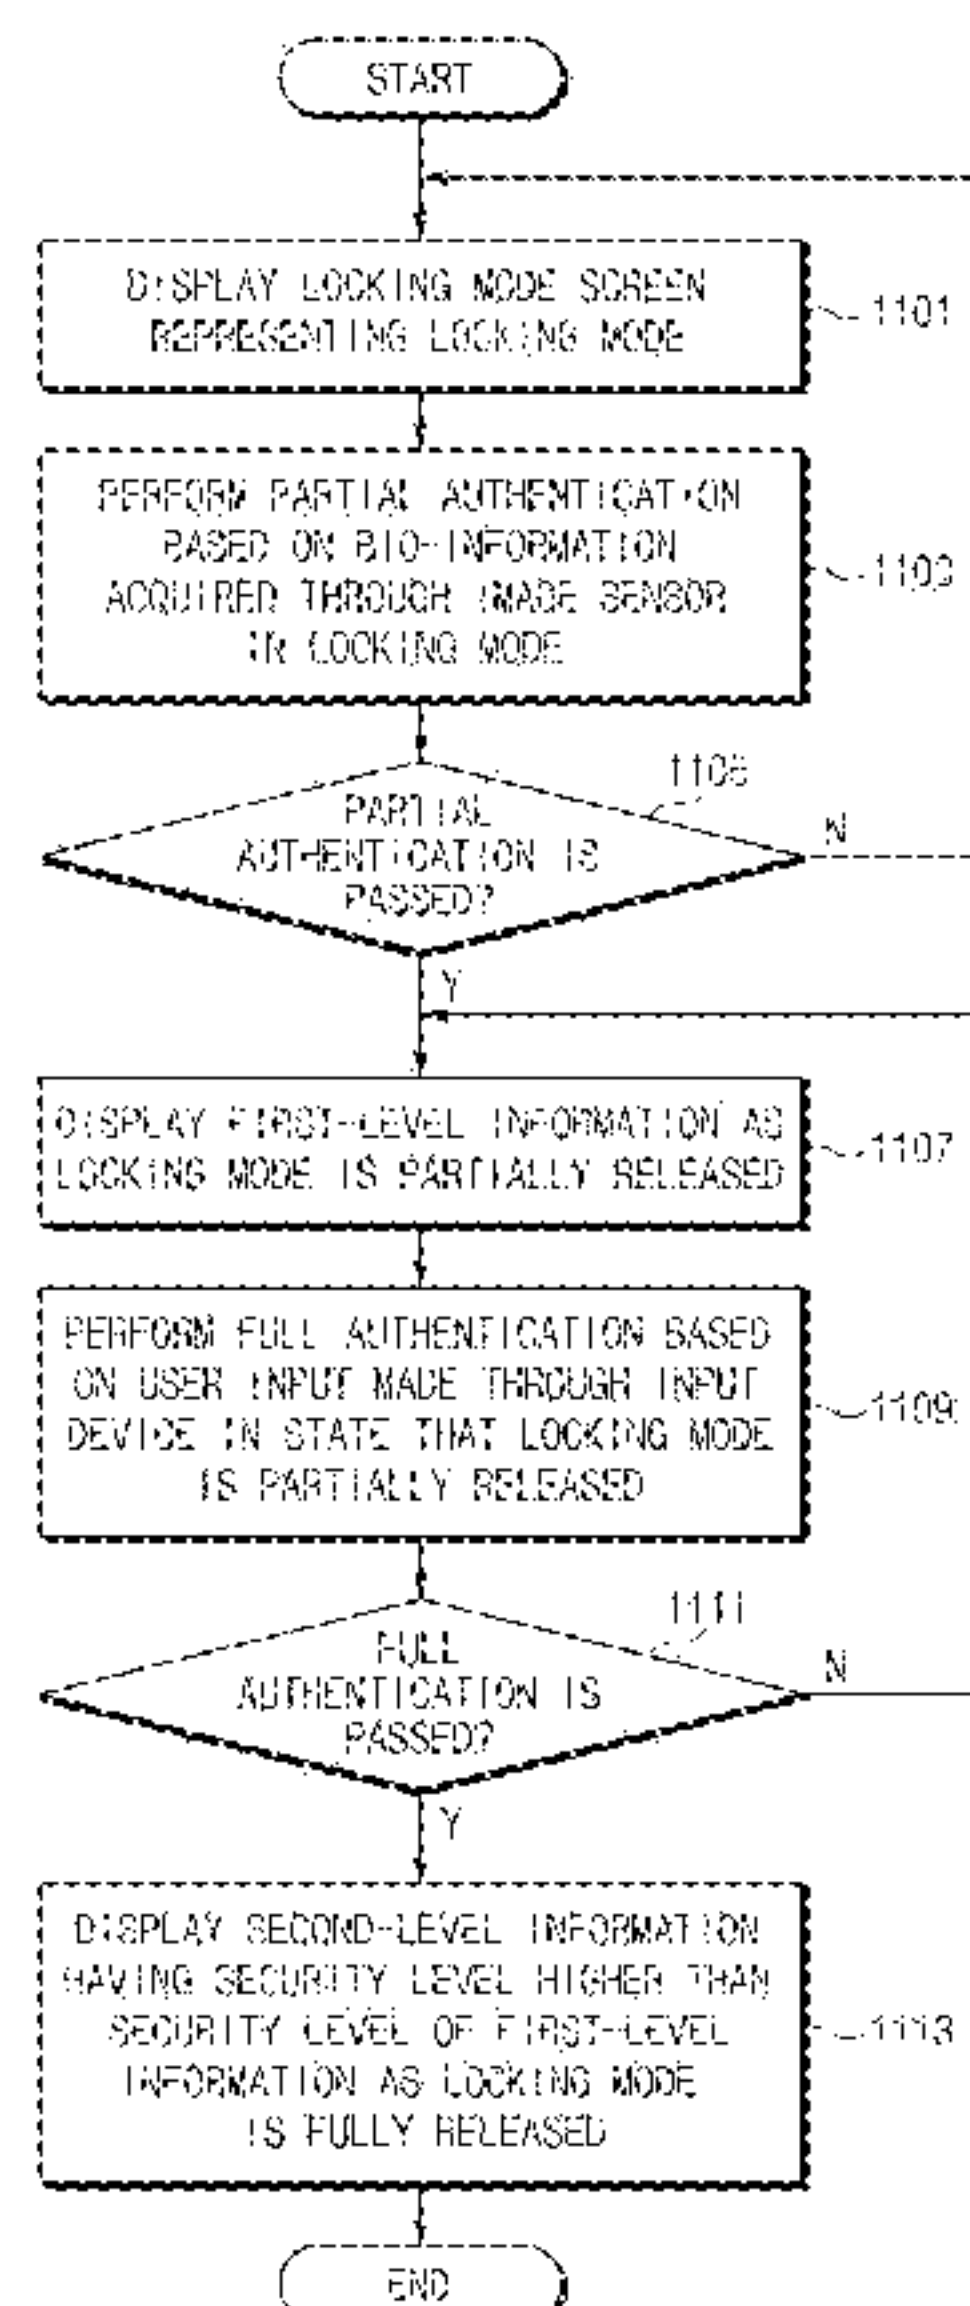 START
DISPLAY LOCKING MODE SCREEN
REPRESENTING LOCKING MODE
1101
PERFORM PARTIAL AUTHENTICATION
BASED ON BIO-INFORMATION
ACQUIRED THROUGH IMAGE SENSOR
IN LOCKING MODE
1103
1105
PARTIAL
AUTHENTICATION IS
PASSED?
N
Y
DISPLAY FIRST-LEVEL INFORMATION AS
LOCKING MODE IS PARTIALLY RELEASED
1107
PERFORM FULL AUTHENTICATION BASED
ON USER INPUT MADE THROUGH INPUT
DEVICE IN STATE THAT LOCKING MODE
IS PARTIALLY RELEASED
1109
1111
FULL
AUTHENTICATION IS
PASSED?
N
Y
DISPLAY SECOND-LEVEL INFORMATION
HAVING SECURITY LEVEL HIGHER THAN
SECURITY LEVEL OF FIRST-LEVEL
INFORMATION AS LOCKING MODE
IS FULLY RELEASED
1113
END